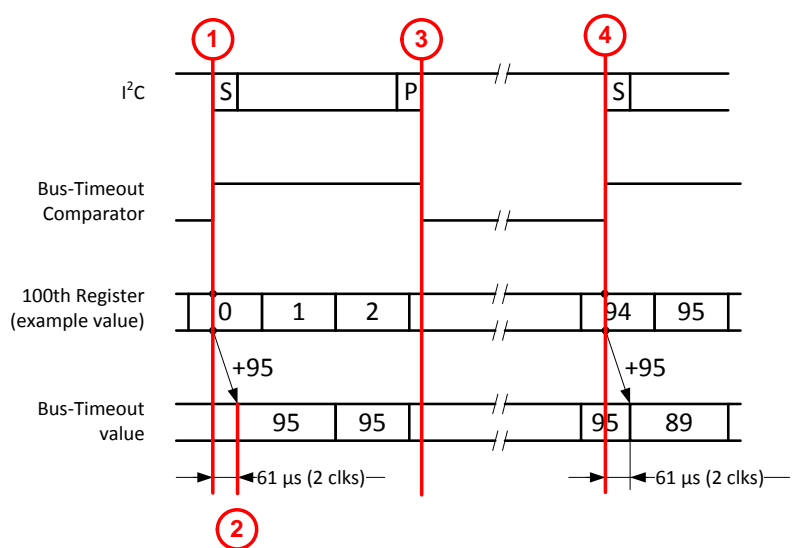 1
3
4
I²C
S
P
S
Bus-Timeout
Comparator
100th Register
(example value)
0
1
2
94
95
+95
+95
Bus-Timeout
value
95
95
95
89
61 µs (2 clks)
61 µs (2 clks)
2